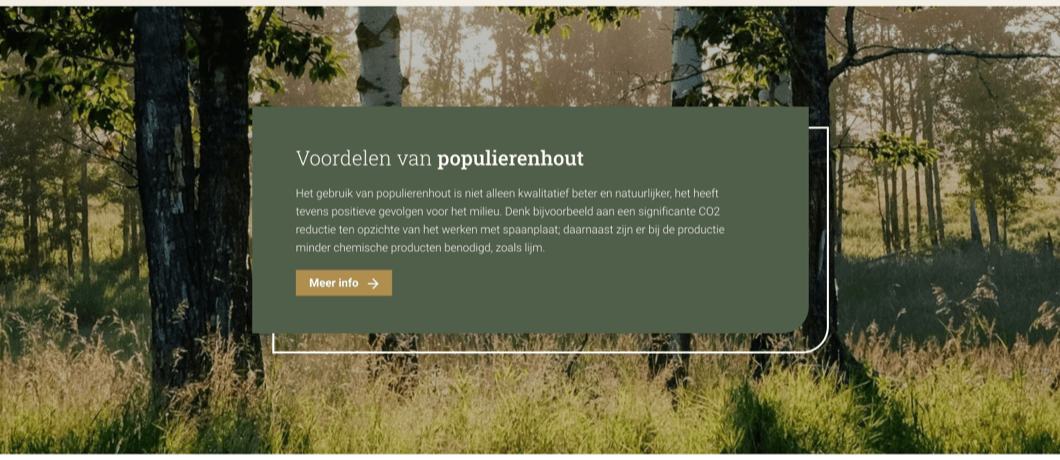 Voordelen van populierenhout
Het gebruik van populierenhout is niet alleen kwalitatief beter en natuurlijker, het heeft
tevens positieve gevolgen voor het milieu. Denk bijvoorbeeld aan een significante CO2
reductie ten opzichte van het werken met spaanplaat; daarnaast zijn er bij de productie
minder chemische producten benodigd, zoals lijm.
Meer info